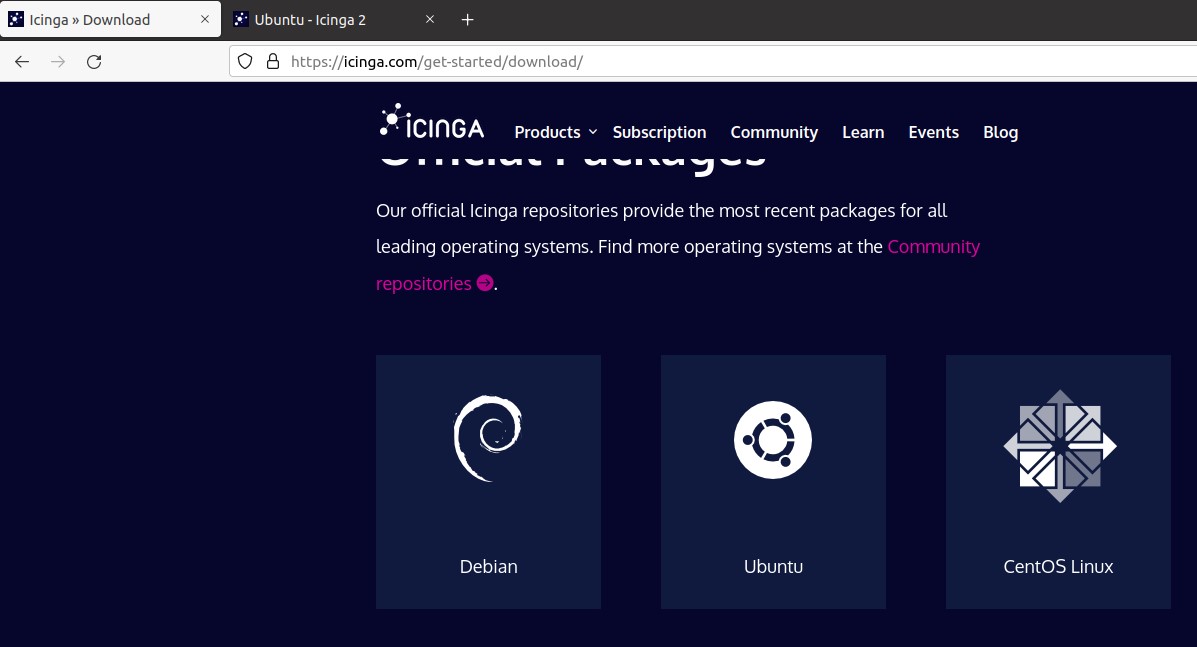 Icinga » Download
Ubuntu - Icinga 2
https://icinga.com/get-started/download/
ICINGA
Products
Subscription
Community
Learn
Events
Blog
Official Packages
Our official Icinga repositories provide the most recent packages for all
leading operating systems. Find more operating systems at the Community
repositories.
Debian
Ubuntu
CentOS Linux